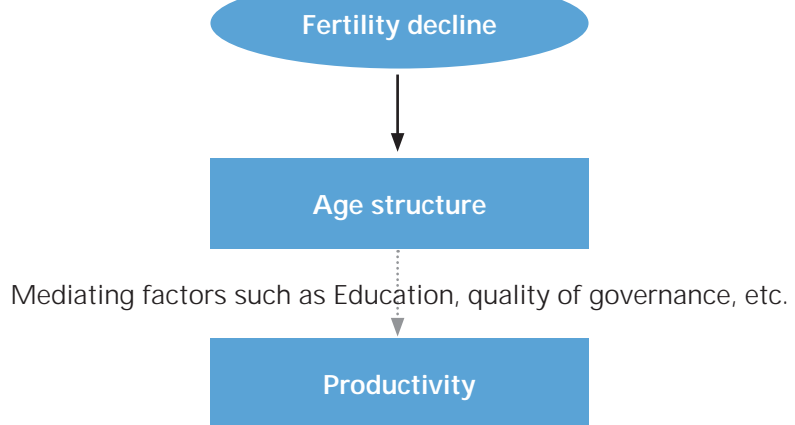 Fertility decline
Age structure
Mediating factors such as Education, quality of governance, etc.
Productivity